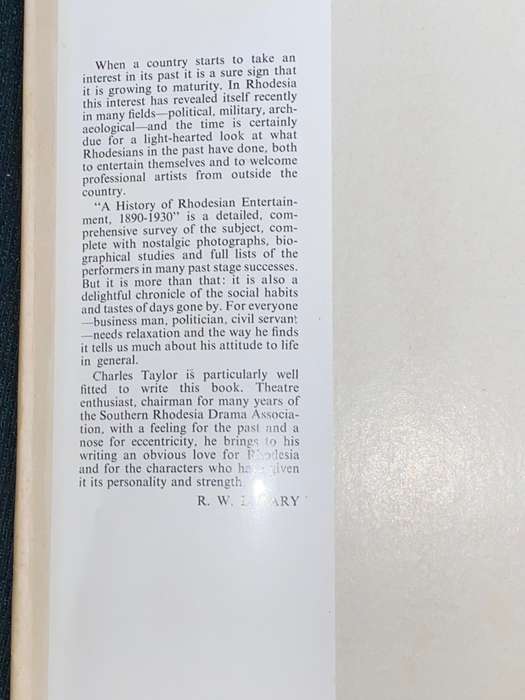 When a country starts to take an
interest in its past it is a sure sign that
it is growing to maturity. In Rhodesia
this interest has revealed itself recently
in many fields—political, military, arch-
aeological—and the time is certainly
due for a light-hearted look at what
Rhodesians in the past have done, both
to entertain themselves and to welcome
professional artists from outside the
country.
"A History of Rhodesian Entertain-
ment, 1890-1930" is a detailed, com-
prehensive survey of the subject, com-
plete with nostalgic photographs, bio-
graphical studies and full lists of the
performers in many past stage successes.
But it is more than that: it is also a
delightful chronicle of the social habits
and tastes of days gone by. For everyone
—business man, politician, civil servant
—needs relaxation and the way he finds
it tells us much about his attitude to life
in general.
Charles Taylor is particularly well
fitted to write this book. Theatre
enthusiast, chairman for many years of
the Southern Rhodesia Drama Associa-
tion, with a feeling for the past and a
nose for eccentricity, he brings to his
writing an obvious love for Rhodesia
and for the characters who have given
it its personality and strength
R. W.